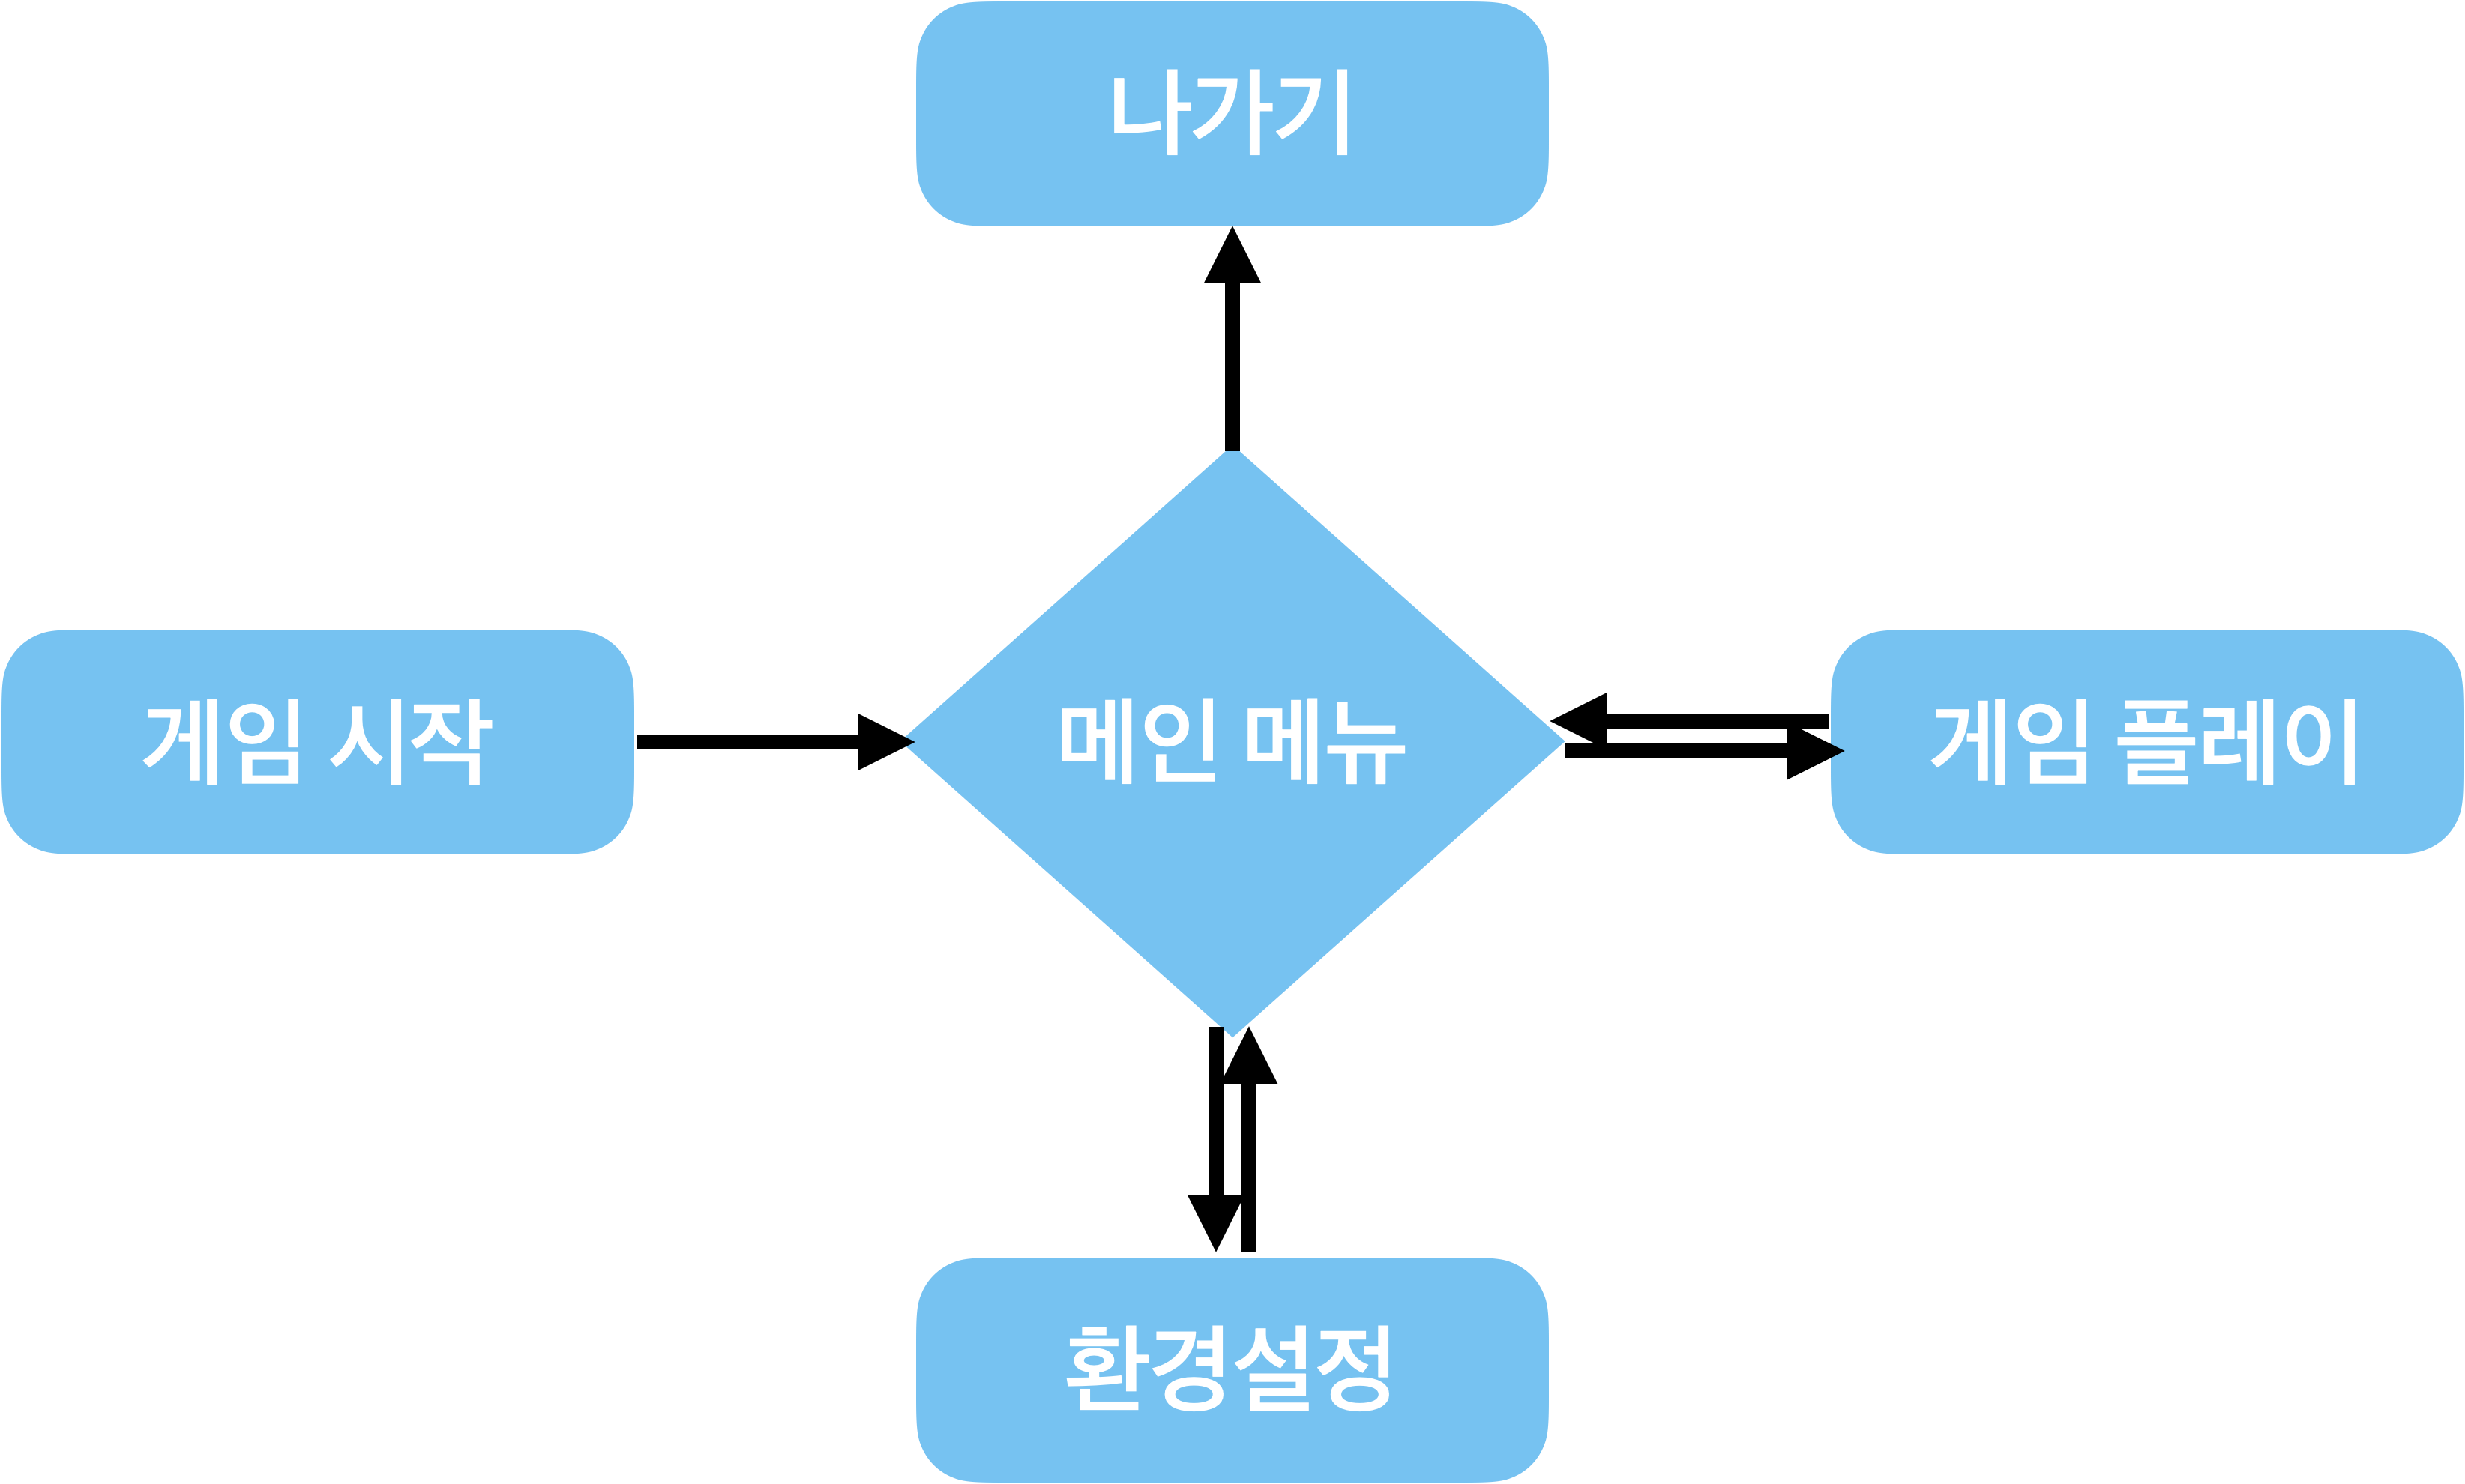 나가기
게임 시작
메인 메뉴
게임 플레이
환경설정